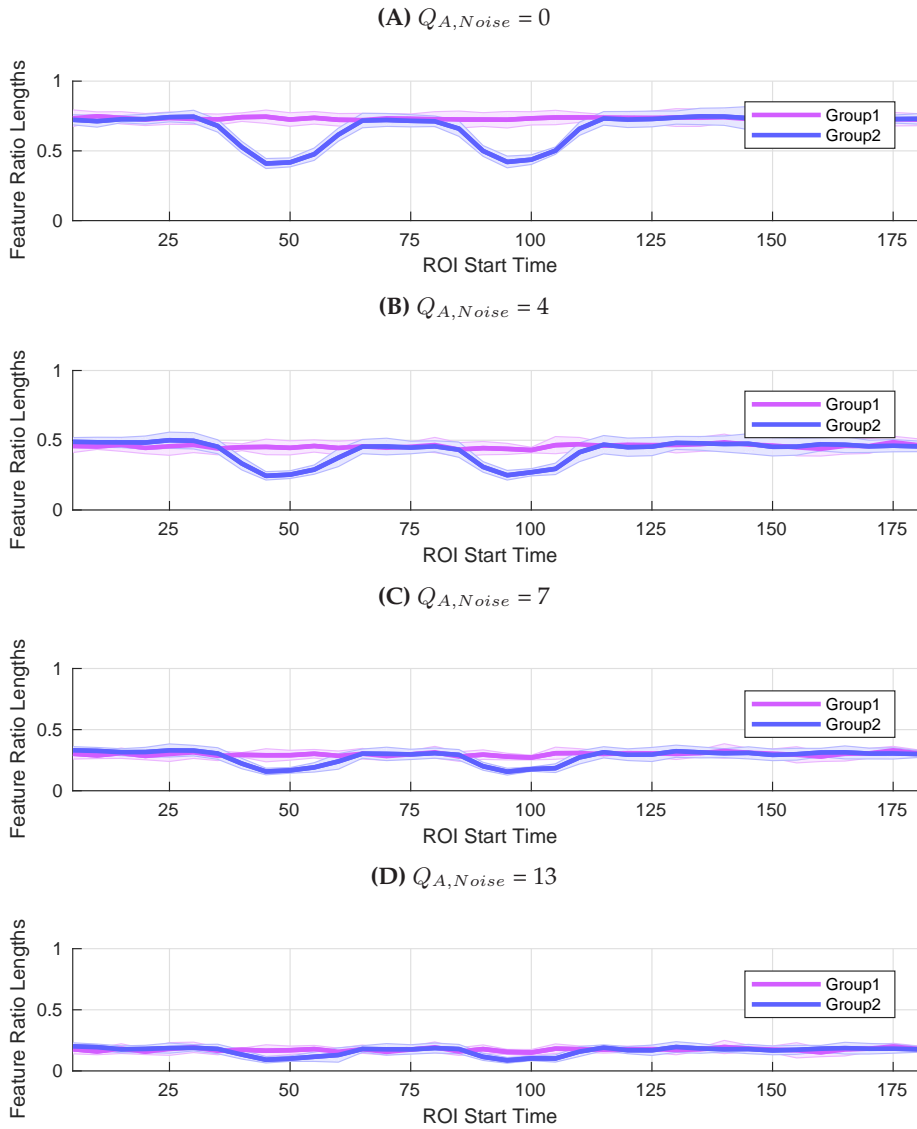 (A) Q_{A,Noise} = 0
1
0.5
0
Feature Ratio Lengths
Group1
Group2
25 50 75 100 125 150 175
ROI Start Time
(B) Q_{A,Noise} = 4
1
0.5
0
Feature Ratio Lengths
Group1
Group2
25 50 75 100 125 150 175
ROI Start Time
(C) Q_{A,Noise} = 7
1
0.5
0
Feature Ratio Lengths
Group1
Group2
25 50 75 100 125 150 175
ROI Start Time
(D) Q_{A,Noise} = 13
1
0.5
0
Feature Ratio Lengths
Group1
Group2
25 50 75 100 125 150 175
ROI Start Time